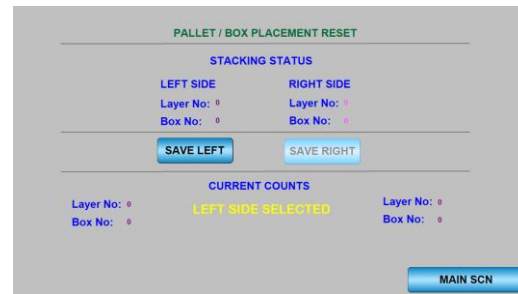 PALLET / BOX PLACEMENT RESET
STACKING STATUS
LEFT SIDE RIGHT SIDE
Layer No: 0 Layer No: 0
Box No: 0 Box No: 0
SAVE LEFT SAVE RIGHT
CURRENT COUNTS
Layer No: 0 LEFT SIDE SELECTED Layer No: 0
Box No: 0 Box No: 0
MAIN SCN